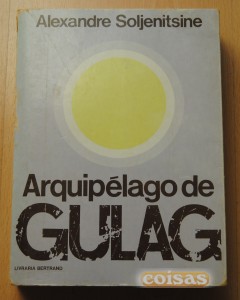 Alexandre Soljenitsine
Arquipélago de
GULAG
LIVRARIA BERTRAND
coisas